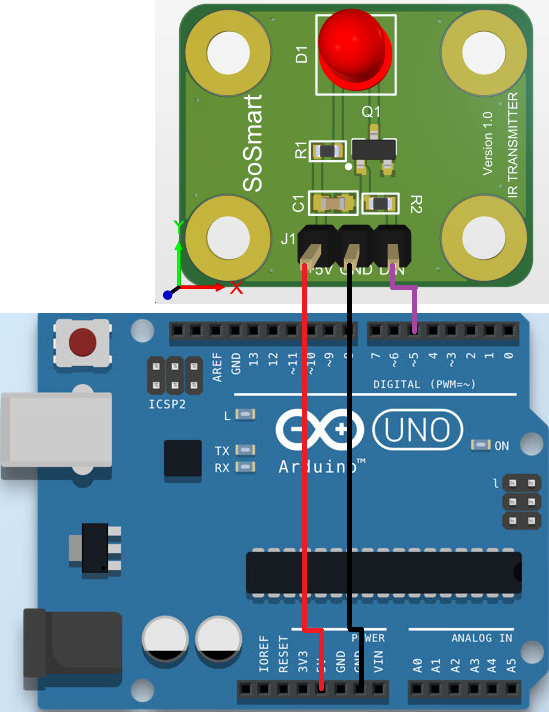 D1
Q1
R1
C1
R2
J1
SoSmart
Version 1.0
IR TRANSMITTER
+5V GND DIN
Y
X
AREF
GND
13
12
~11
~10
~9
8
7
~6
~5
4
~3
2
1
0
DIGITAL (PWM=~)
ICSP2
L
TX
RX
UNO
ON
Arduino™
1
POWER
ANALOG IN
IOREF
RESET
3V3
5V
GND
GND
VIN
A0
A1
A2
A3
A4
A5